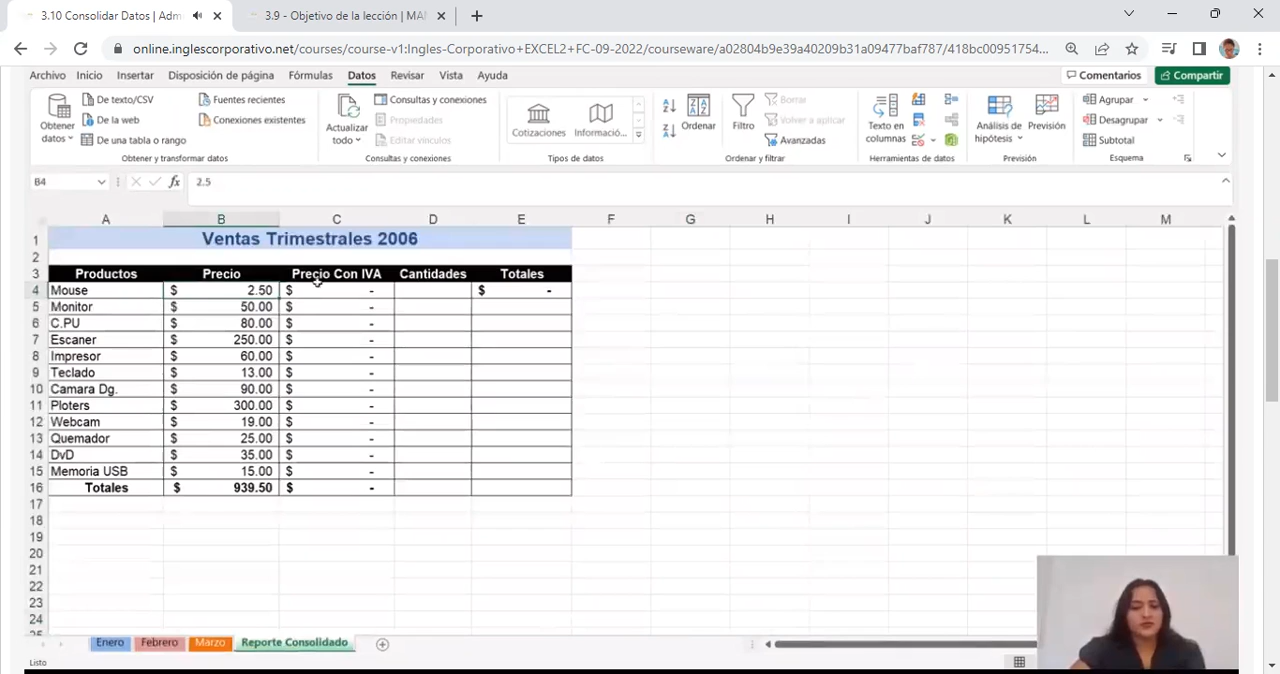 3.10 Consolidar Datos | Adm
3.9 - Objetivo de la lección | MAN
online.inglescorporativo.net/courses/course-v1:Ingles-Corporativo+EXCEL2+FC-09-2022/courseware/a02804b9e39a40209b31a09477baf787/418bc00951754...
Archivo Inicio Insertar Disposición de página Fórmulas Datos Revisar Vista Ayuda Comentarios Compartir
Obtener datos
De texto/CSV
De la web
De una tabla o rango
Fuentes recientes
Conexiones existentes
Obtener y transformar datos
Actualizar todo
Consultas y conexiones
Propiedades
Editar vínculos
Consultas y conexiones
Cotizaciones Informació...
Tipos de datos
Ordenar
Filtro
Borrar
Volver a aplicar
Avanzadas
Ordenar y filtrar
Texto en columnas
Herramientas de datos
Análisis de hipótesis
Previsión
Previsión
Agrupar
Desagrupar
Subtotal
Esquema
B4 fx 2.5
A B C D E F G H I J K L M
1 Ventas Trimestrales 2006
2
3 Productos Precio Precio Con IVA Cantidades Totales
4 Mouse $ 2.50 $ - $ -
5 Monitor $ 50.00 $ -
6 C.PU $ 80.00 $ -
7 Escaner $ 250.00 $ -
8 Impresor $ 60.00 $ -
9 Teclado $ 13.00 $ -
10 Camara Dg. $ 90.00 $ -
11 Ploters $ 300.00 $ -
12 Webcam $ 19.00 $ -
13 Quemador $ 25.00 $ -
14 DvD $ 35.00 $ -
15 Memoria USB $ 15.00 $ -
16 Totales $ 939.50 $ -
17
18
19
20
21
22
23
24
25
Enero Febrero Marzo Reporte Consolidado
Listo